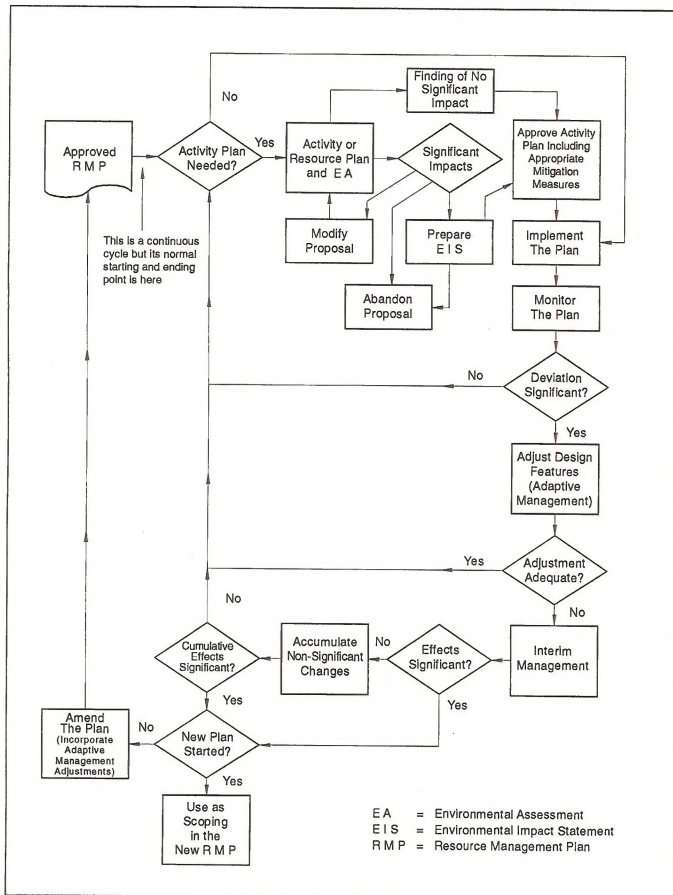 No
Finding of No
Significant
Impact
Approved
R M P
Activity Plan
Needed?
Yes
Activity or
Resource Plan
and E A
Significant
Impacts
Approve Activity
Plan Including
Appropriate
Mitigation
Measures
This is a continuous
cycle but its normal
starting and ending
point is here
Modify
Proposal
Prepare
E I S
Implement
The Plan
Abandon
Proposal
Monitor
The Plan
No
Deviation
Significant?
Yes
Adjust Design
Features
(Adaptive
Management)
Yes
Adjustment
Adequate?
No
No
Cumulative
Effects
Significant?
Accumulate
Non-Significant
Changes
No
Effects
Significant?
Interim
Management
Yes
Yes
Amend
The Plan
(Incorporate
Adaptive
Management
Adjustments)
No
New Plan
Started?
Yes
Use as
Scoping
in the
New R M P
E A = Environmental Assessment
E I S = Environmental Impact Statement
R M P = Resource Management Plan